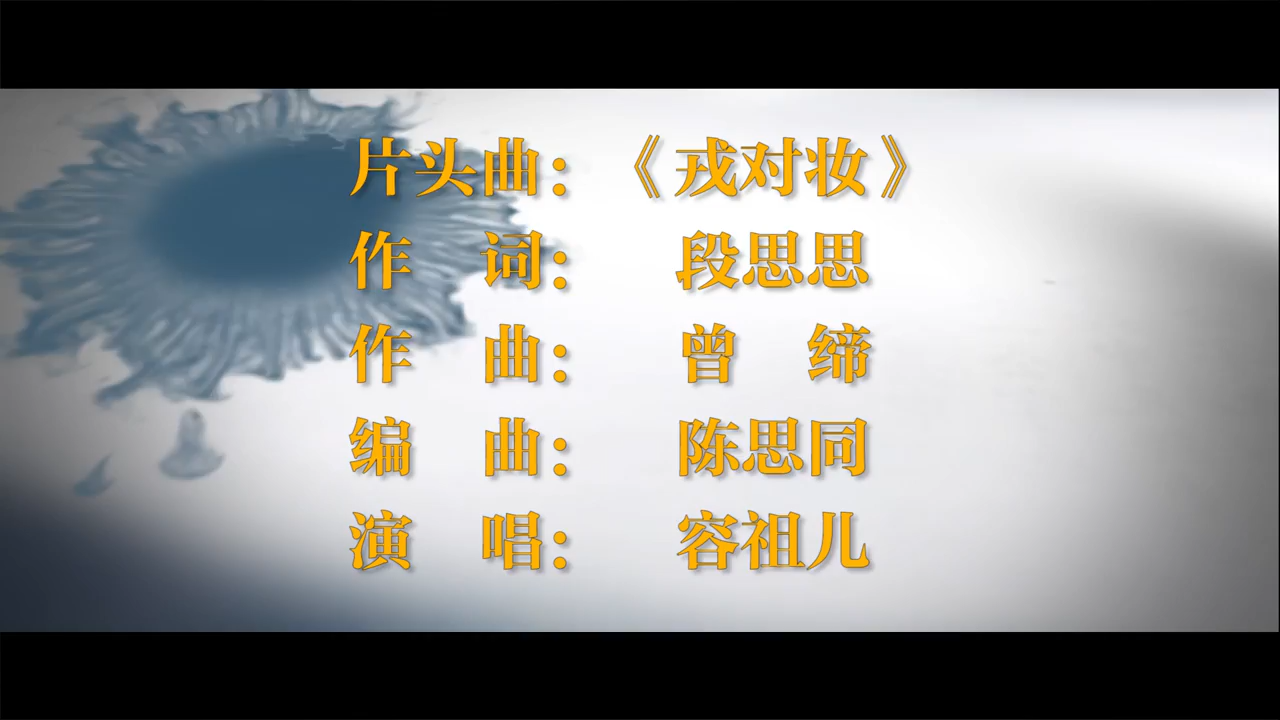 片头曲：《戎对妆》
作 词： 段思思
作 曲： 曾 缔
编 曲： 陈思同
演 唱： 容祖儿